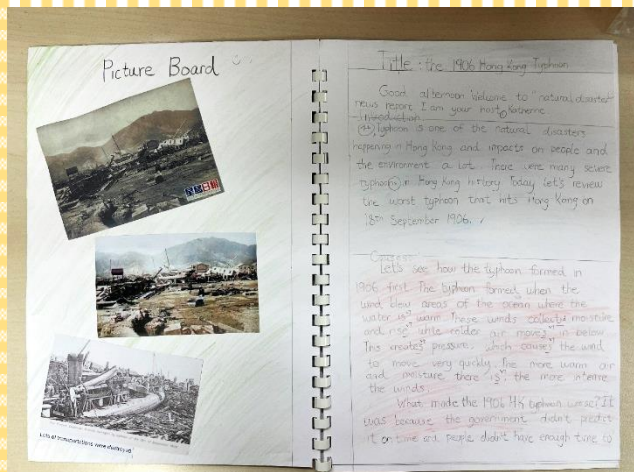 Picture Board
星島日報
Lots of transportations were destroyed
Title: the 1906 Hong Kong Typhoon
Good afternoon Welcome to "natural disaster"
news report I am your host Katherine
Introduction
Typhoon is one of the natural disasters
happening in Hong Kong and impacts on people and
the environment a lot. There were many severe
typhoon in Hong Kong history Today let's review
the worst typhoon that hits Hong Kong on
18th September 1906.
Let's see how the typhoon formed in
1906 first. The typhoon formed when the
wind blew areas of the ocean where the
water is warm. These winds collects moisture
and rise while colder air moves in below
This creates pressure, which causes the wind
to move very quickly. The more warm air
and moisture there is, the more intense
the winds.
What made the 1906 HK typhoon worse? It
was because the government didn't predict
it on time and people didn't have enough time to